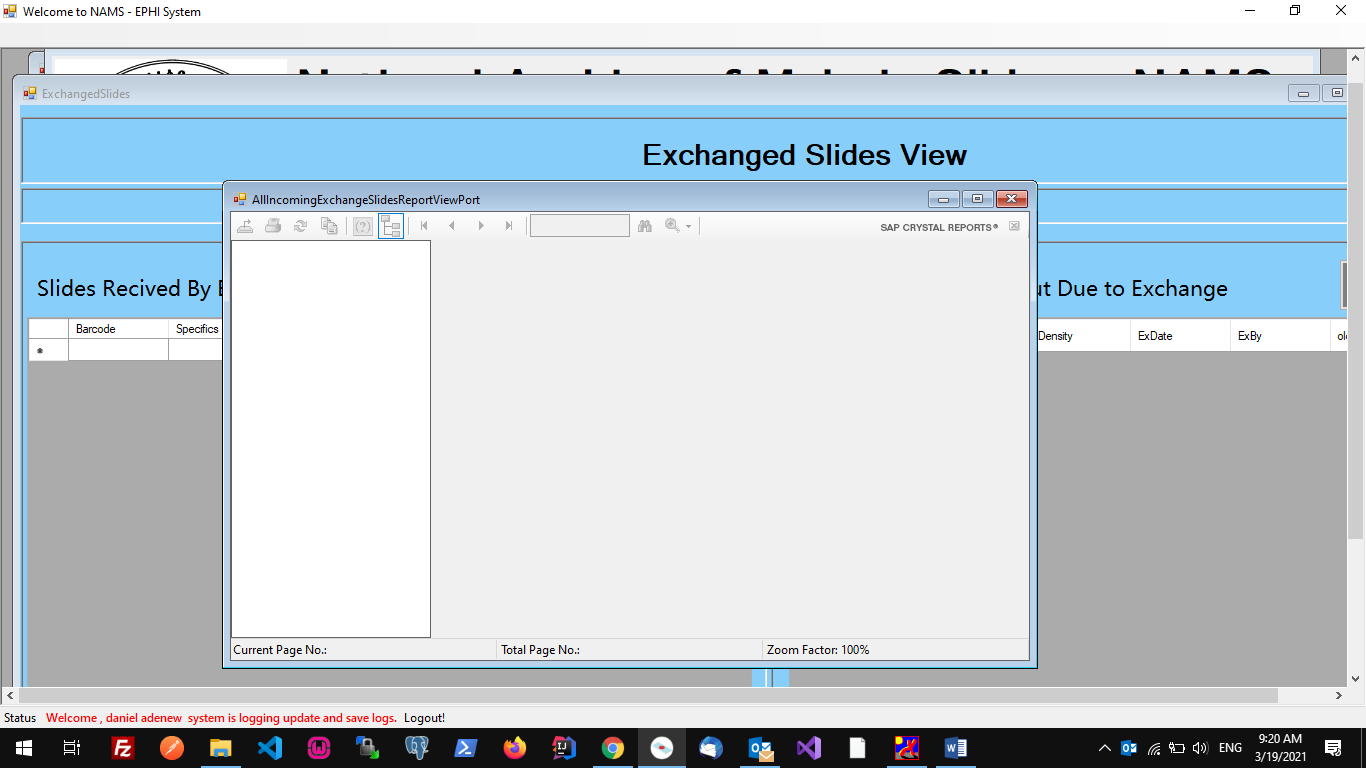 Welcome to NAMS - EPHI System
ExchangedSlides
Exchanged Slides View
AllIncomingExchangeSlidesReportViewPort
SAP CRYSTAL REPORTS®
Slides Recived By
Due to Exchange
Barcode Specifics
Density ExDate ExBy
Current Page No.: Total Page No.: Zoom Factor: 100%
Status Welcome , daniel adenew system is logging update and save logs. Logout!
ENG
9:20 AM
3/19/2021